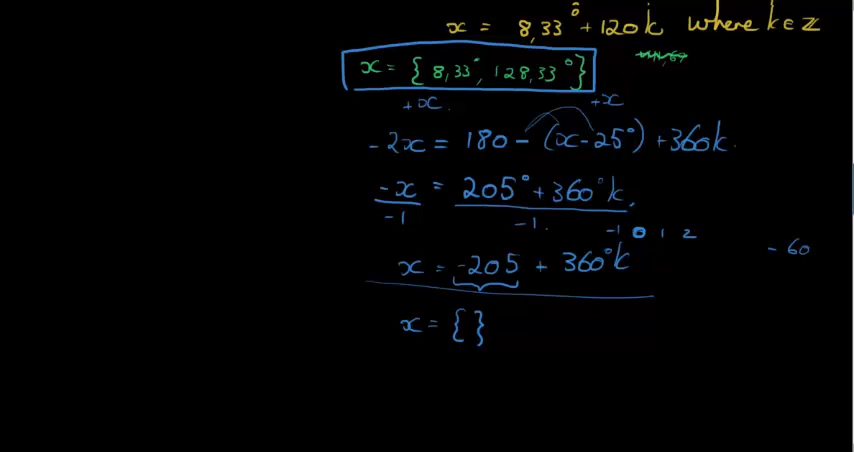 x = 8,33° + 120k where k ∈ ℤ
x = { 8,33°, 128,33° }
+x. +x
-2x = 180 - (x - 25°) + 360k.
-x = 205° + 360°k.
-1 -1.
-1 0 1 2
- 60
x = -205 + 360°k
x = { }